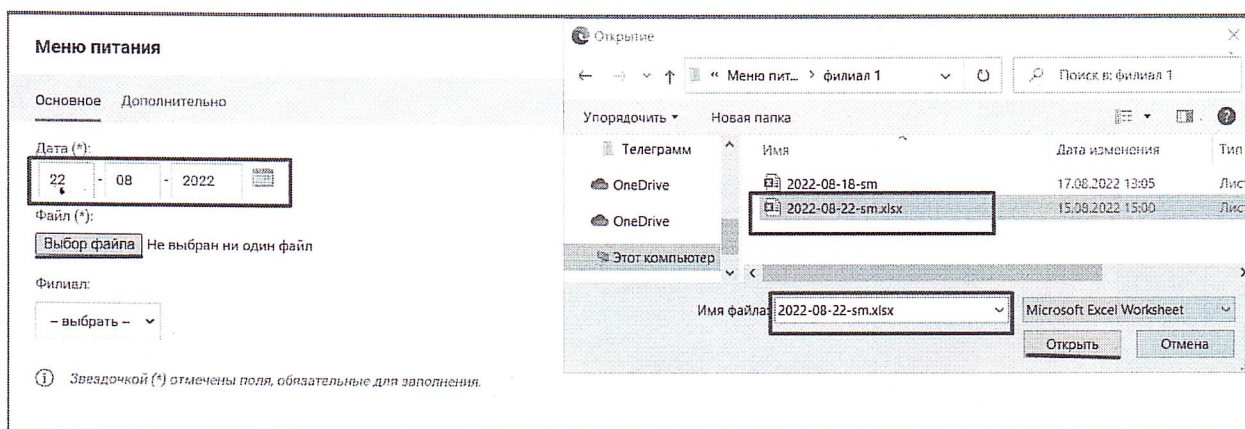 Меню питания
Основное Дополнительно
Дата (*):
22 - 08 - 2022
Файл (*):
Выбор файла Не выбран ни один файл
Филиал:
– выбрать –
Звездочкой (*) отмечены поля, обязательные для заполнения.
Открытие
« Меню пит... > филиал 1
Поиск в: филиал 1
Упорядочить Новая папка
Имя Дата изменения Тип
Телеграмм
OneDrive
OneDrive
Этот компьютер
2022-08-18-sm 17.08.2022 13:05 Лис
2022-08-22-sm.xlsx 15.08.2022 15:00 Лис
Имя файла: 2022-08-22-sm.xlsx Microsoft Excel Worksheet
Открыть Отмена